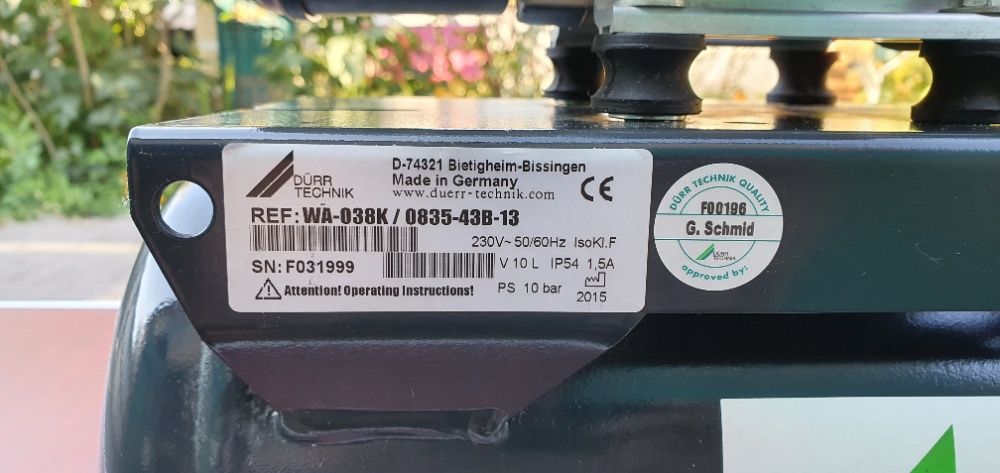 DÜRR
TECHNIK
D-74321 Bietigheim-Bissingen
Made in Germany
www.duerr-technik.com
CE
REF: WA-038K / 0835-43B-13
230V~ 50/60Hz IsoKl.F
SN: F031999
V 10 L IP54 1,5A
Attention! Operating Instructions!
PS 10 bar
2015
DÜRR TECHNIK QUALITY
F00196
G. Schmid
DÜRR
TECHNIK
approved by: